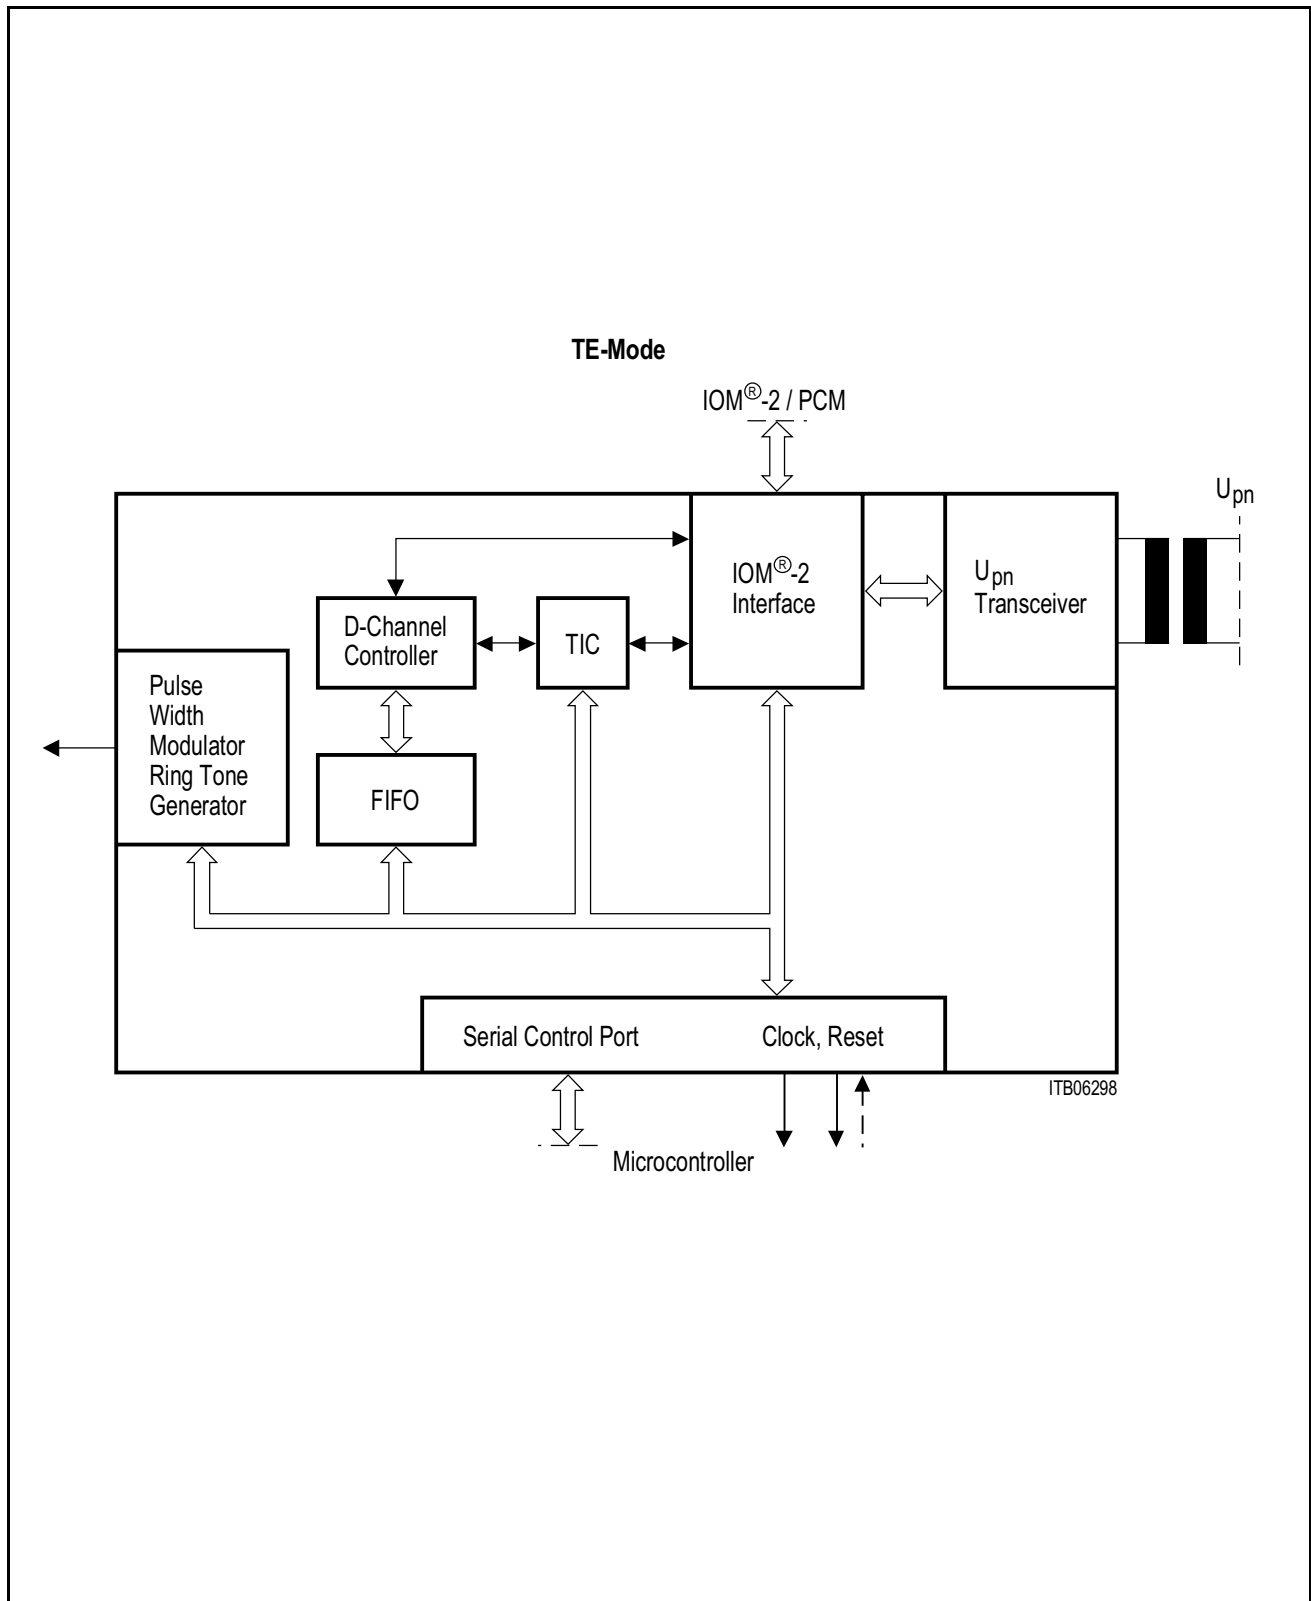 TE-Mode
IOM®-2 / PCM
Upn
IOM®-2
Interface
Upn
Transceiver
D-Channel
Controller
TIC
Pulse
Width
Modulator
Ring Tone
Generator
FIFO
Serial Control Port
Clock, Reset
ITB06298
Microcontroller